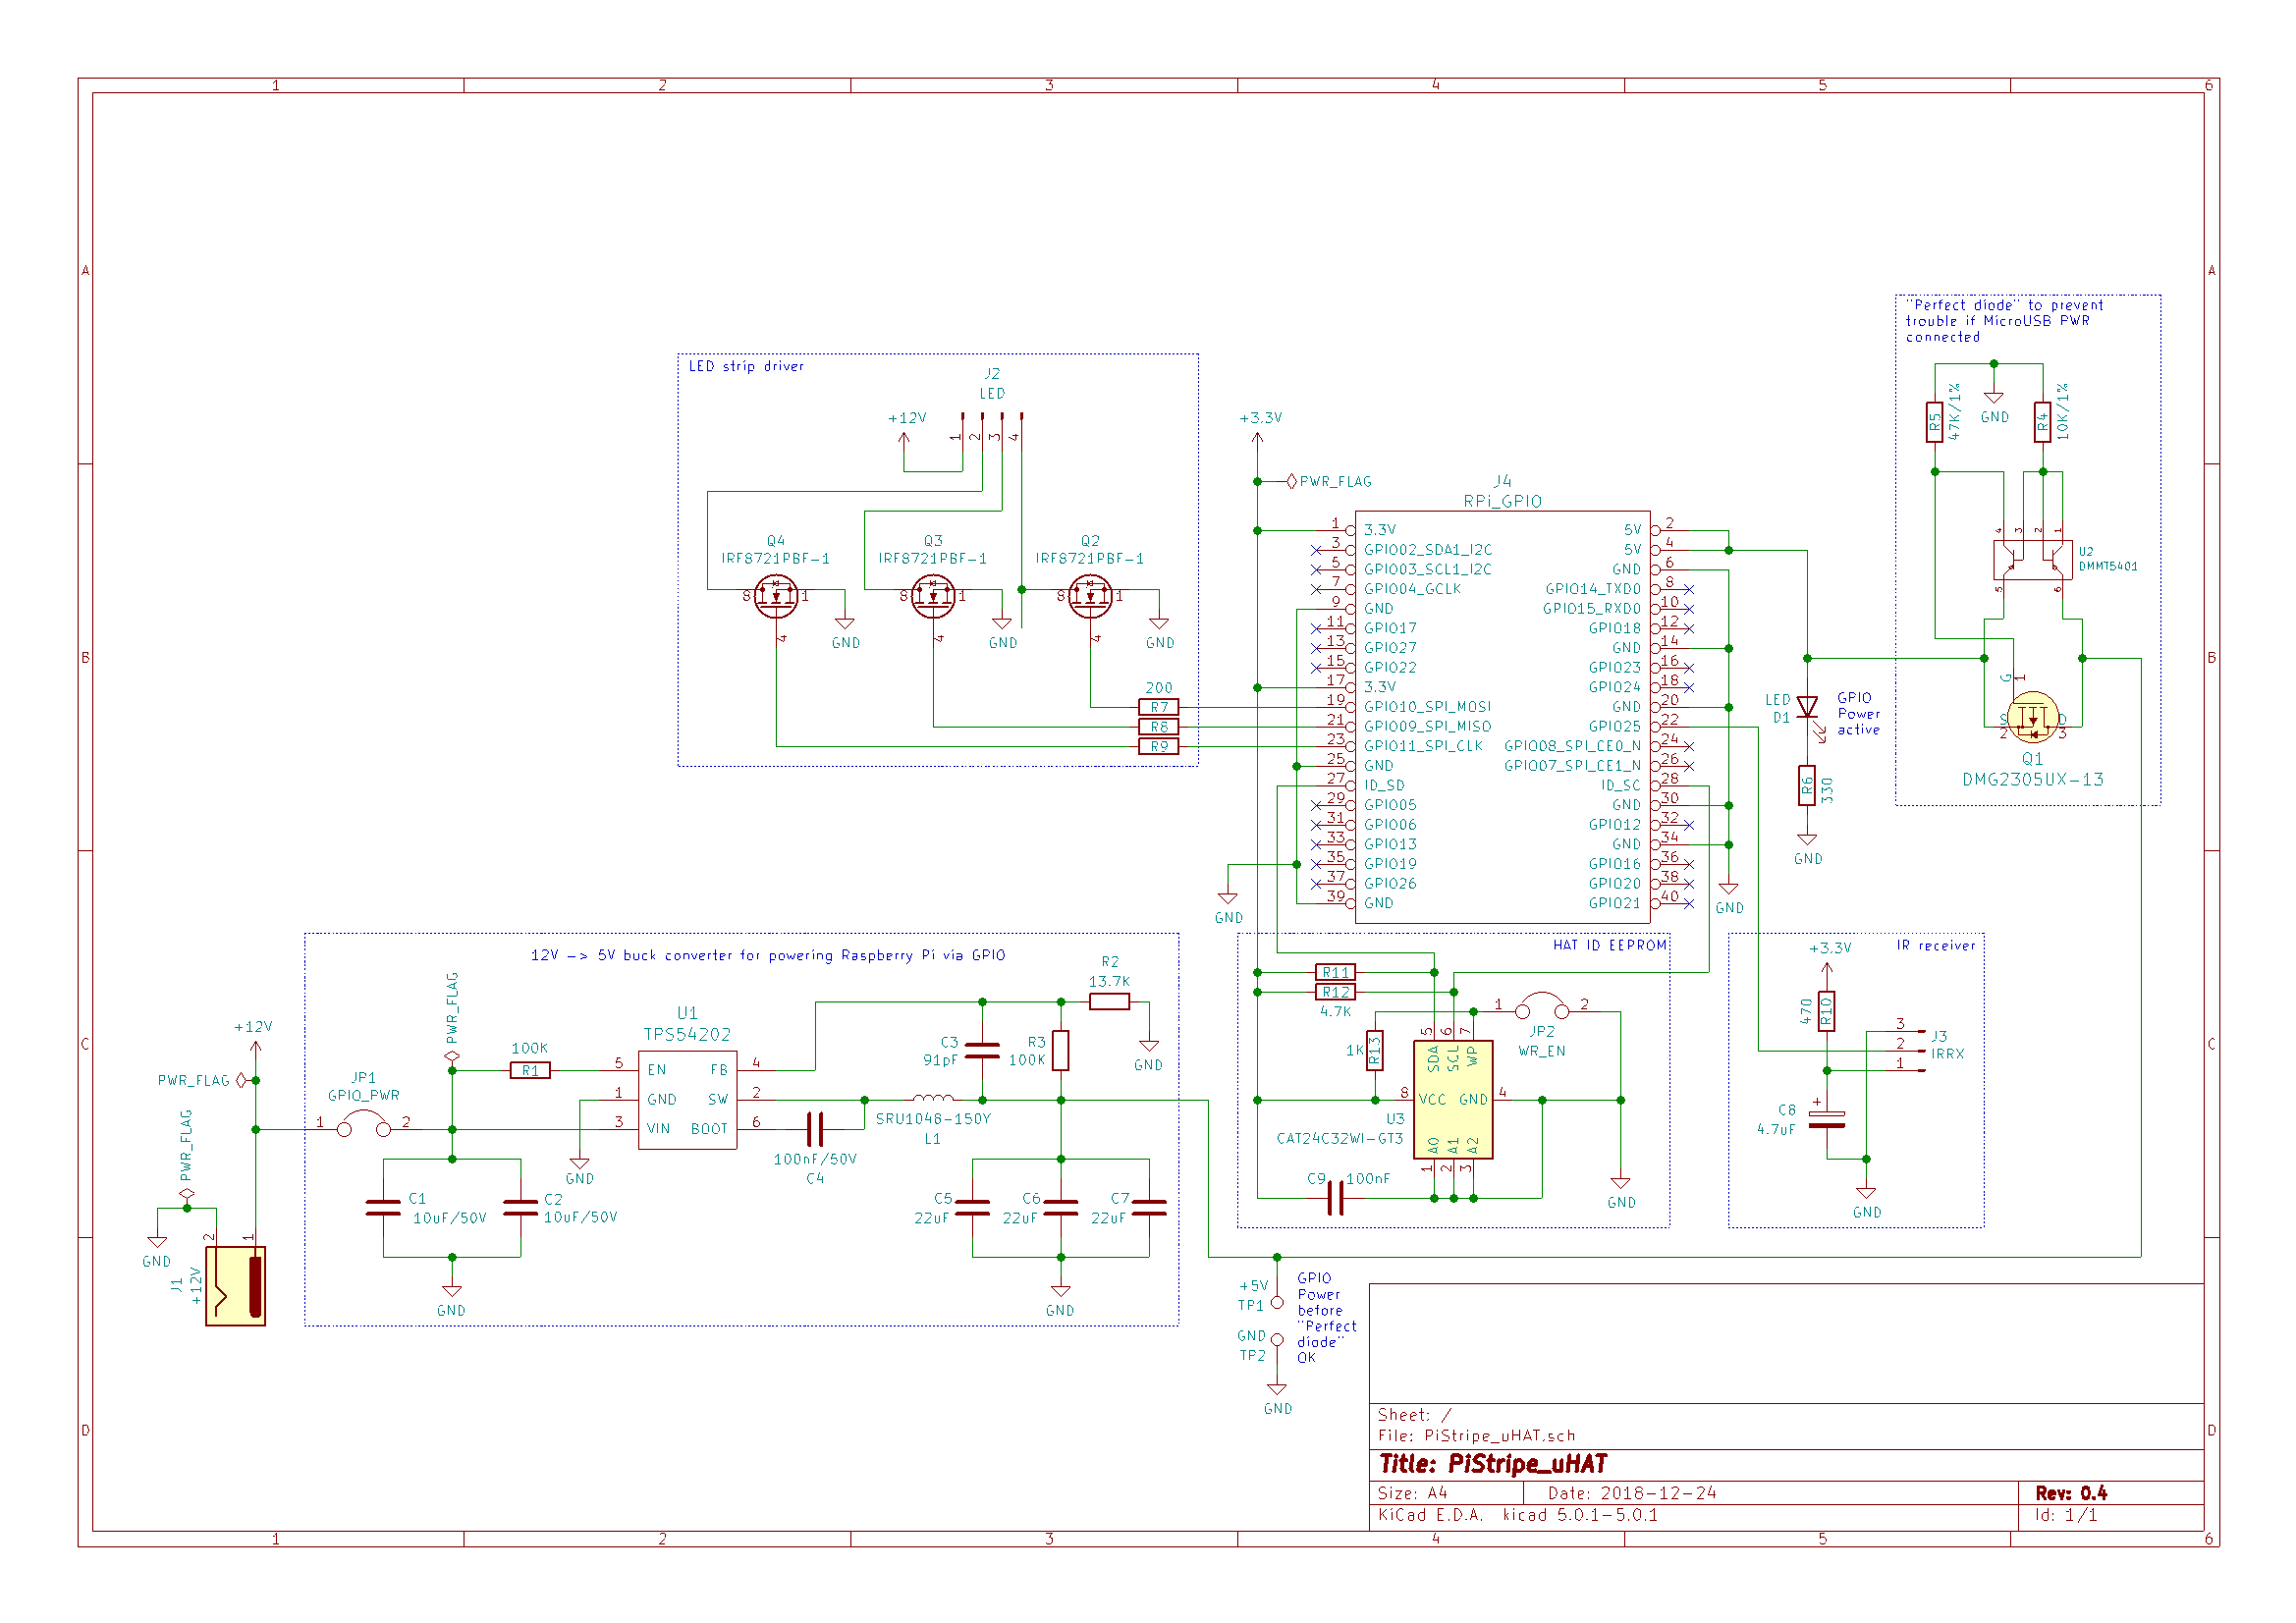 1 2 3 4 5 6
A
B
C
D
A
B
C
D
1 2 3 4 5 6
LED strip driver
J2
LED
+12V
1 2 3 4
Q4
IRF8721PBF-1
8 1
4
GND
Q3
IRF8721PBF-1
8 1
4
GND
Q2
IRF8721PBF-1
8 1
4
GND
200
R7
R8
R9
+3.3V
PWR_FLAG
J4
RPi_GPIO
1 3.3V 5V 2
3 GPIO02_SDA1_I2C 5V 4
5 GPIO03_SCL1_I2C GND 6
7 GPIO04_GCLK GPIO14_TXD0 8
9 GND GPIO15_RXD0 10
11 GPIO17 GPIO18 12
13 GPIO27 GND 14
15 GPIO22 GPIO23 16
17 3.3V GPIO24 18
19 GPIO10_SPI_MOSI GND 20
21 GPIO09_SPI_MISO GPIO25 22
23 GPIO11_SPI_CLK GPIO08_SPI_CE0_N 24
25 GND GPIO07_SPI_CE1_N 26
27 ID_SD ID_SC 28
29 GPIO05 GND 30
31 GPIO06 GPIO12 32
33 GPIO13 GND 34
35 GPIO19 GPIO16 36
37 GPIO26 GPIO20 38
39 GND GPIO21 40
GND
GND
LED
D1
GPIO
Power
active
R6
330
GND
"Perfect diode" to prevent
trouble if MicroUSB PWR
connected
R5
47K/1%
GND
R4
10K/1%
4 3 2 1
U2
DMMT5401
5 6
G 1
S
2
D
3
Q1
DMG2305UX-13
12V -> 5V buck converter for powering Raspberry Pi via GPIO
+12V
PWR_FLAG
PWR_FLAG
GND
2 1
J1
+12V
JP1
GPIO_PWR
1 2
PWR_FLAG
100K
R1
U1
TPS54202
5 EN FB 4
1 GND SW 2
3 VIN BOOT 6
GND
C1
10uF/50V
C2
10uF/50V
GND
100nF/50V
C4
SRU1048-150Y
L1
C3
91pF
R3
100K
R2
13.7K
GND
C5
22uF
C6
22uF
C7
22uF
GND
HAT ID EEPROM
R11
R12
4.7K
1K
R13
1 2
JP2
WR_EN
5 6 7
SDA SCL WP
8 VCC GND 4
U3
CAT24C32WI-GT3
A0 A1 A2
1 2 3
C9
100nF
GND
IR receiver
+3.3V
470
R10
3
2
1
J3
IRRX
+
C8
4.7uF
GND
+5V
TP1
GND
TP2
GND
GPIO
Power
before
"Perfect
diode"
OK
Sheet: /
File: PiStripe_uHAT.sch
Title: PiStripe_uHAT
Size: A4 Date: 2018-12-24 Rev: 0.4
KiCad E.D.A. kicad 5.0.1-5.0.1 Id: 1/1